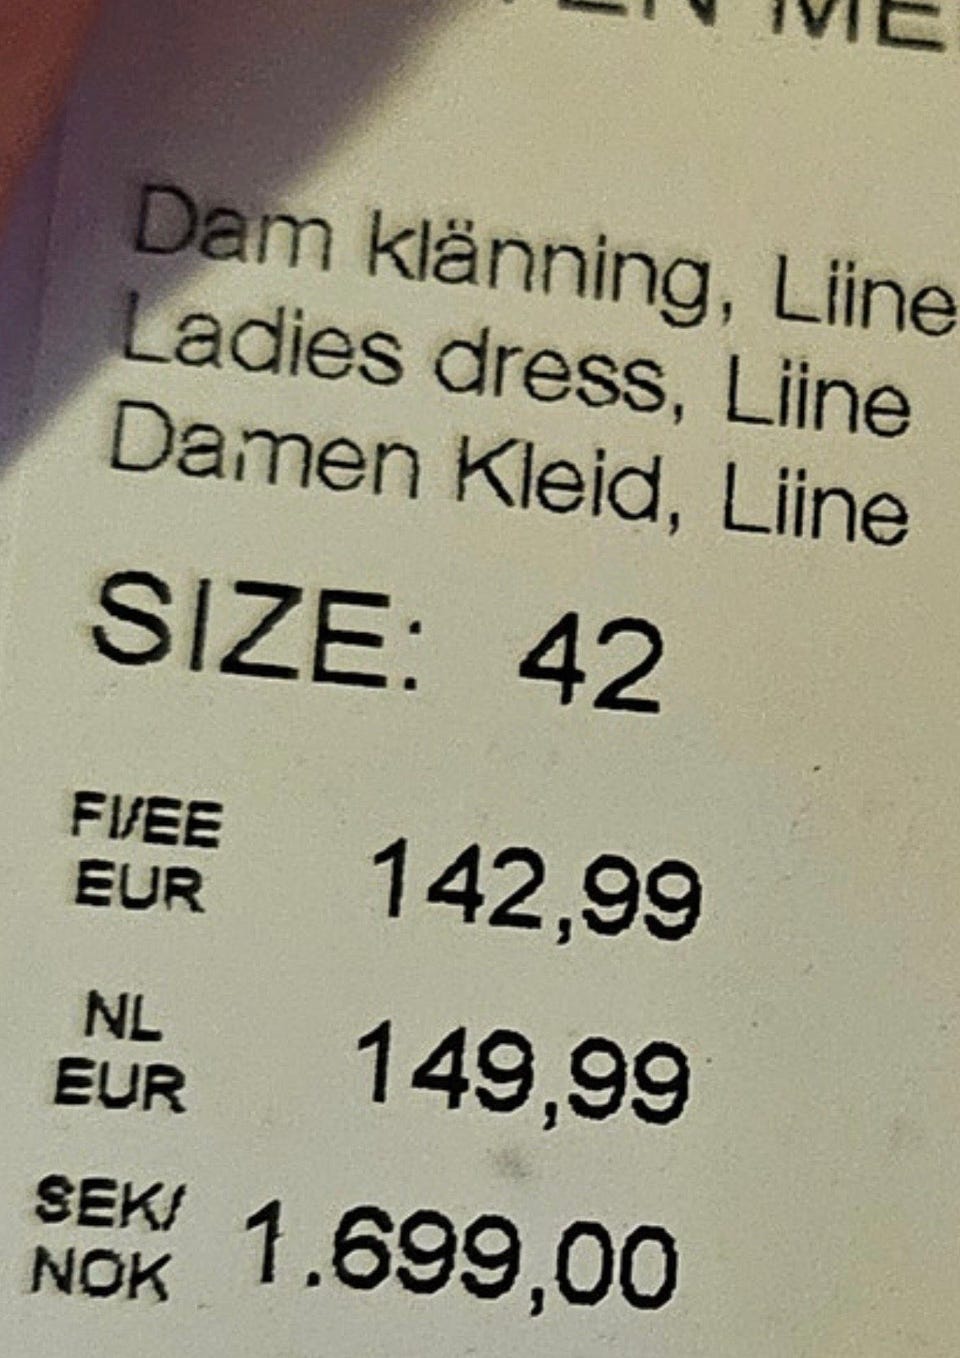 Dam klänning, Liine
Ladies dress, Liine
Damen Kleid, Liine
SIZE: 42
FI/EE
EUR 142,99
NL
EUR 149,99
SEK/
NOK 1.699,00